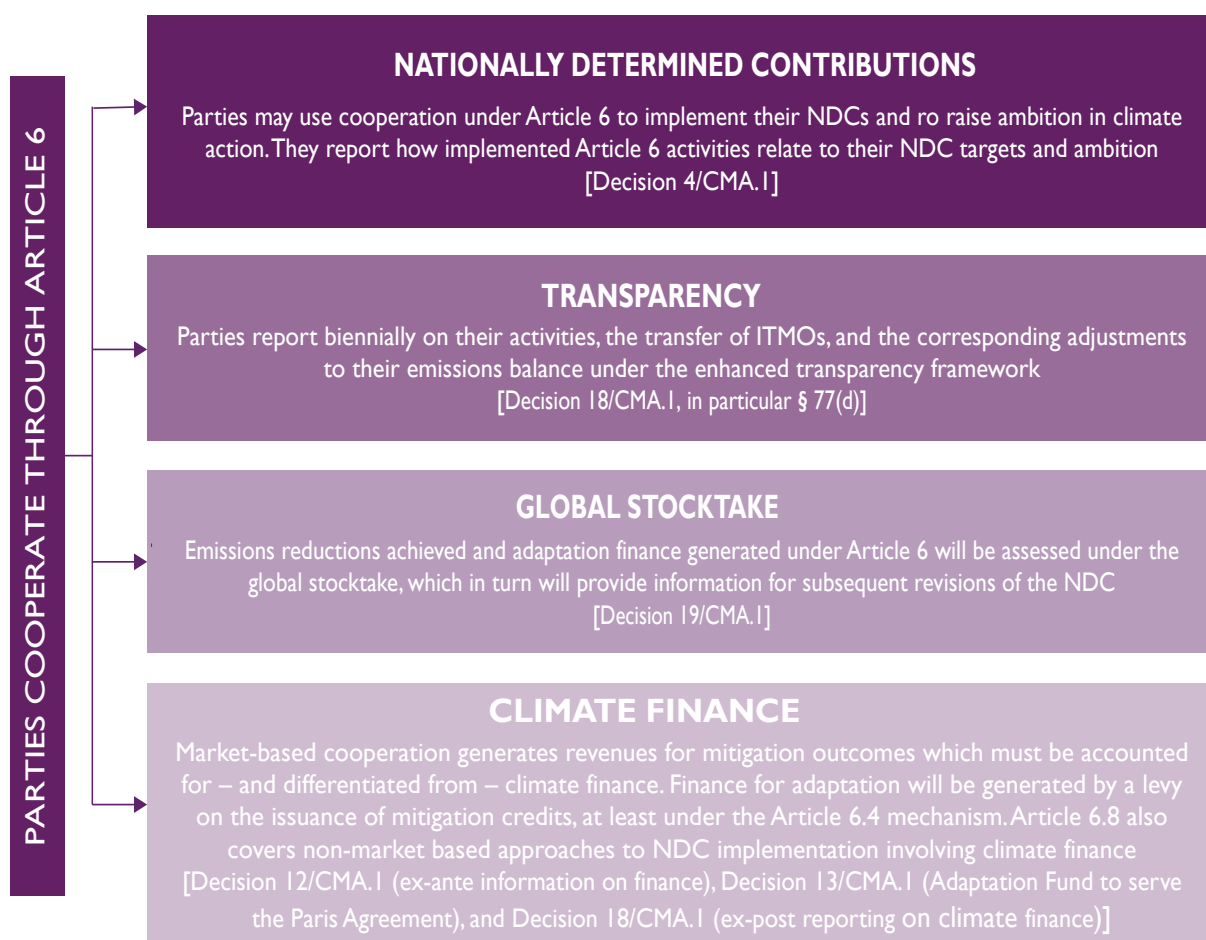 PARTIES COOPERATE THROUGH ARTICLE 6
NATIONALLY DETERMINED CONTRIBUTIONS
Parties may use cooperation under Article 6 to implement their NDCs and ro raise ambition in climate
action. They report how implemented Article 6 activities relate to their NDC targets and ambition
[Decision 4/CMA.1]
TRANSPARENCY
Parties report biennially on their activities, the transfer of ITMOs, and the corresponding adjustments
to their emissions balance under the enhanced transparency framework
[Decision 18/CMA.1, in particular § 77(d)]
GLOBAL STOCKTAKE
Emissions reductions achieved and adaptation finance generated under Article 6 will be assessed under the
global stocktake, which in turn will provide information for subsequent revisions of the NDC
[Decision 19/CMA.1]
CLIMATE FINANCE
Market-based cooperation generates revenues for mitigation outcomes which must be accounted
for – and differentiated from – climate finance. Finance for adaptation will be generated by a levy
on the issuance of mitigation credits, at least under the Article 6.4 mechanism. Article 6.8 also
covers non-market based approaches to NDC implementation involving climate finance
[Decision 12/CMA.1 (ex-ante information on finance), Decision 13/CMA.1 (Adaptation Fund to serve
the Paris Agreement), and Decision 18/CMA.1 (ex-post reporting on climate finance)]